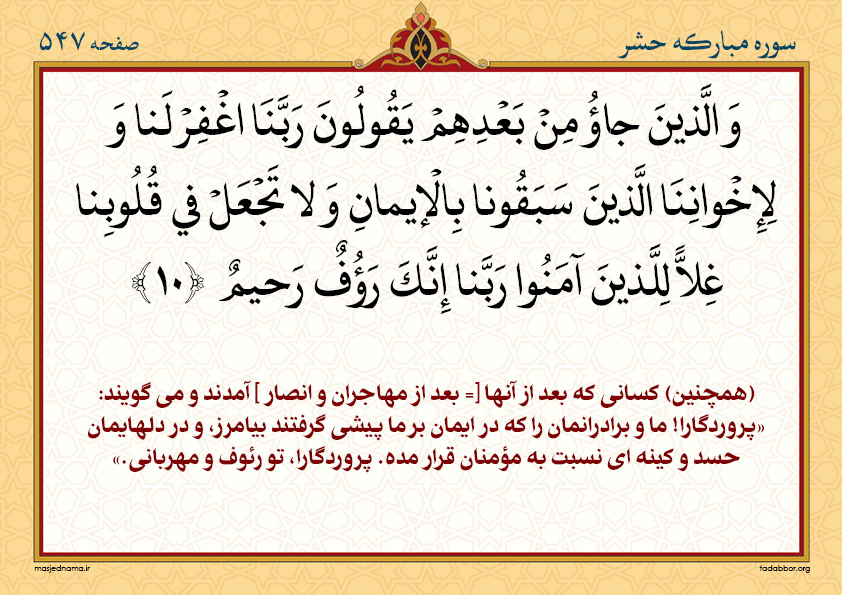 سوره مبارکه حشر
صفحه ۵۴۷
وَ الَّذينَ جاؤُ مِنْ بَعْدِهِمْ يَقُولُونَ رَبَّنَا اغْفِرْ لَنا وَ
لِإِخْوانِنَا الَّذينَ سَبَقُونا بِالْإيمانِ وَ لا تَجْعَلْ في‏ قُلُوبِنا
غِلاًّ لِلَّذينَ آمَنُوا رَبَّنا إِنَّكَ رَؤُفٌ رَحيمٌ ﴿۱۰﴾
(همچنین) کسانی که بعد از آنها [= بعد از مهاجران و انصار ] آمدند و می گویند:
«پروردگارا! ما و برادرانمان را که در ایمان بر ما پیشی گرفتند بیامرز، و در دلهایمان
حسد و کینه ای نسبت به مؤمنان قرار مده. پروردگارا، تو رئوف و مهربانی.»
masjednama.ir
tadabbor.org